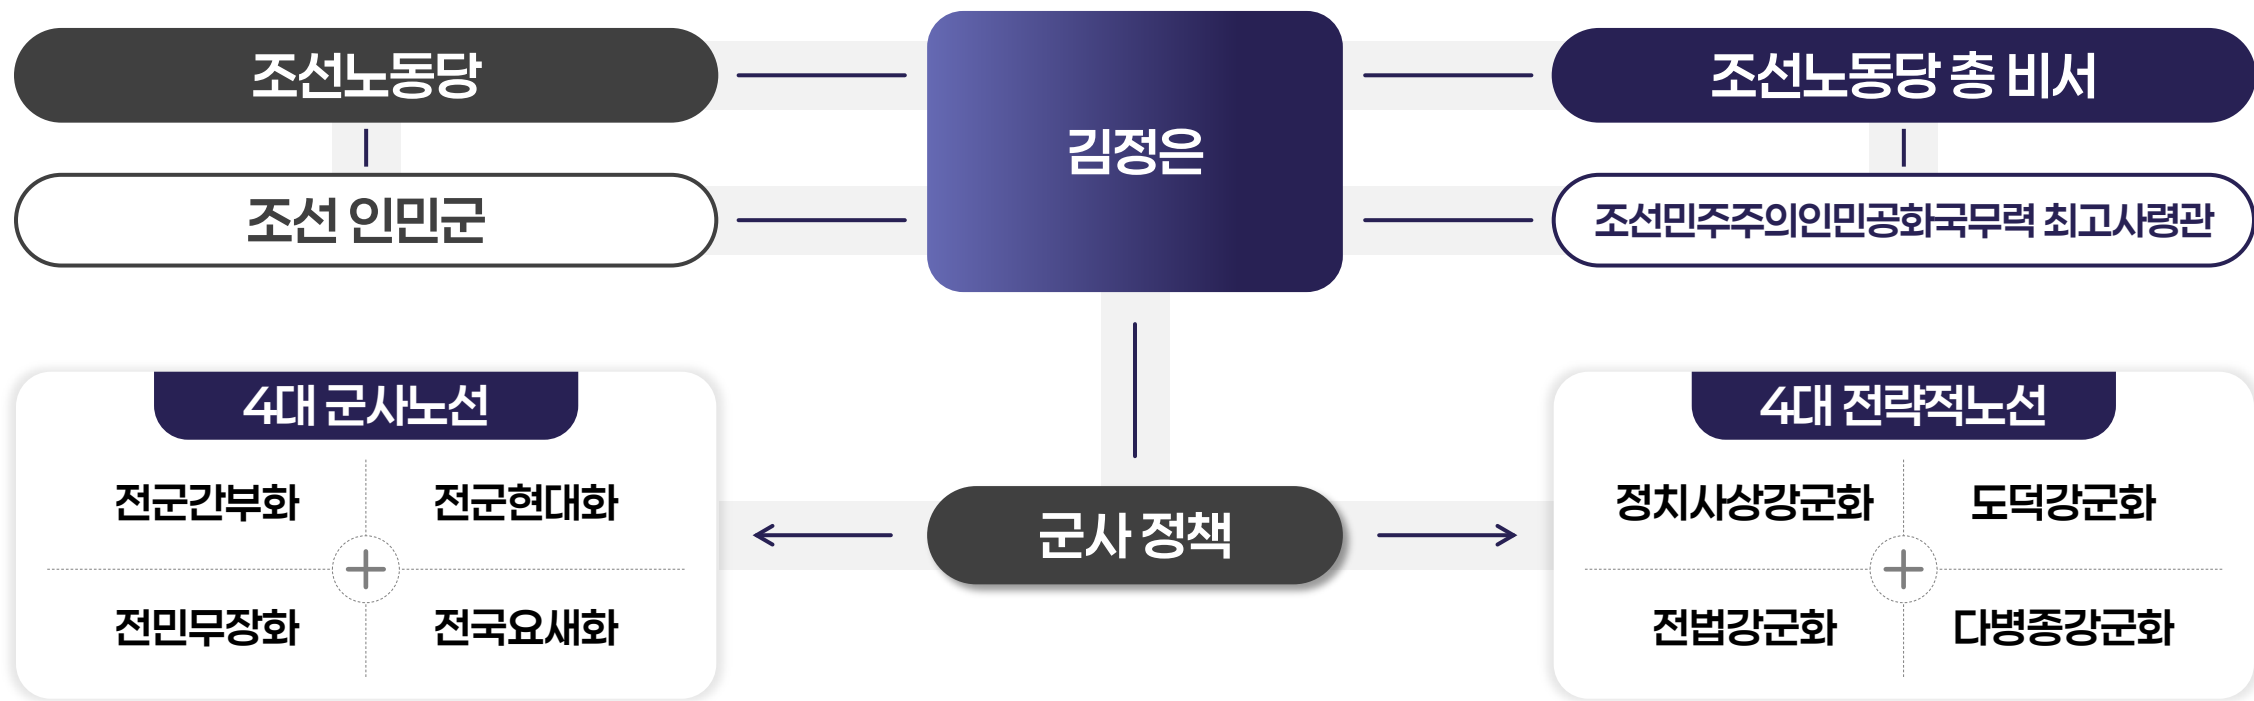 조선노동당
김정은
조선노동당 총 비서
조선 인민군
조선민주주의인민공화국무력 최고사령관
4대 군사노선
전군간부화
전군현대화
전민무장화
전국요새화
군사 정책
4대 전략적노선
정치사상강군화
도덕강군화
전법강군화
다병종강군화